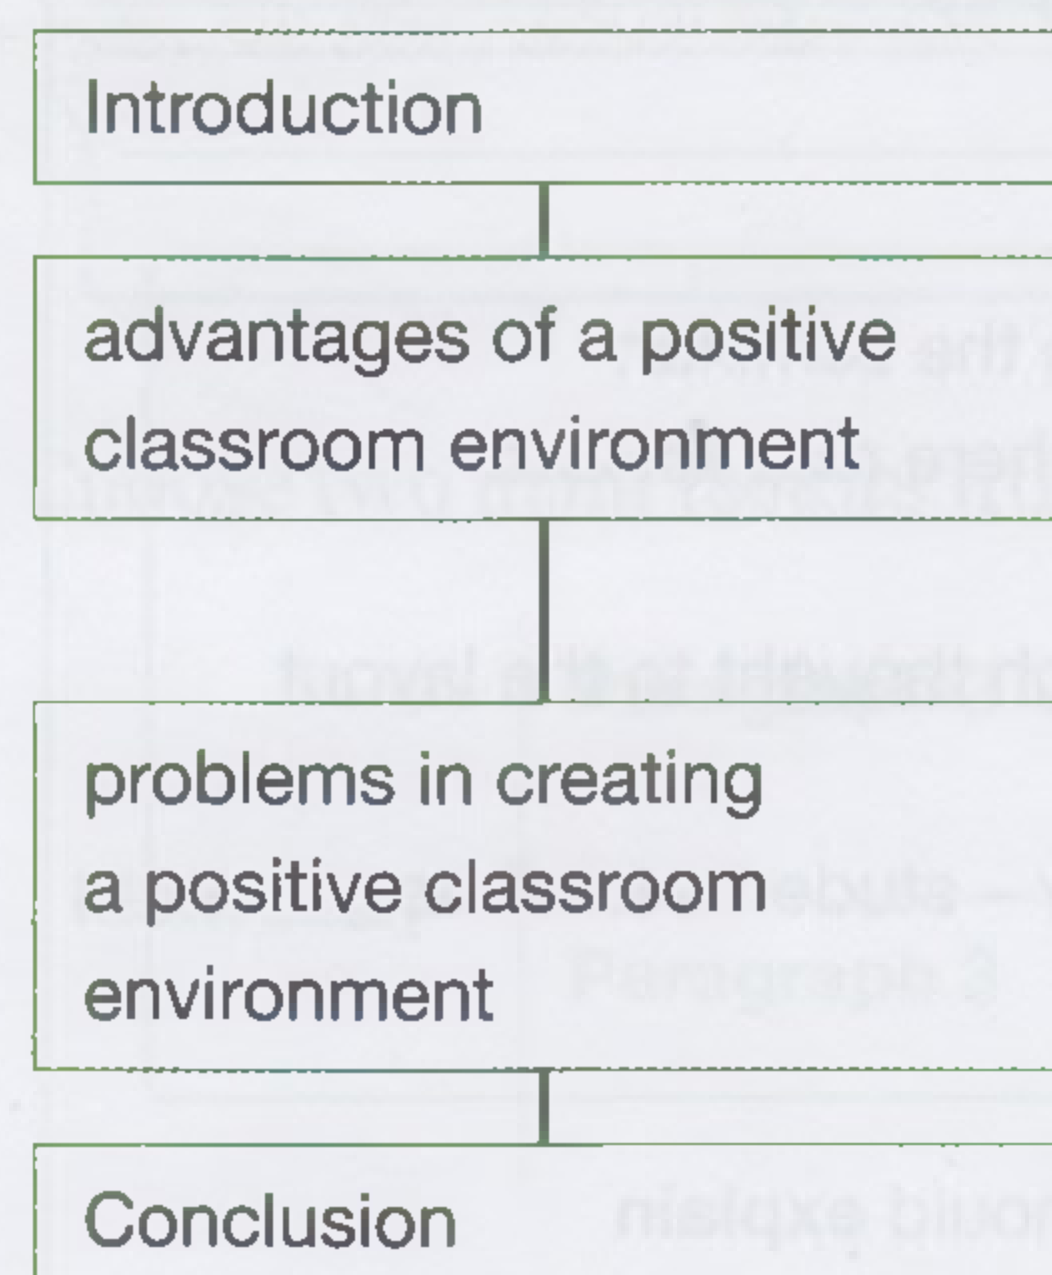 Introduction
advantages of a positive
classroom environment
problems in creating
a positive classroom
environment
Conclusion